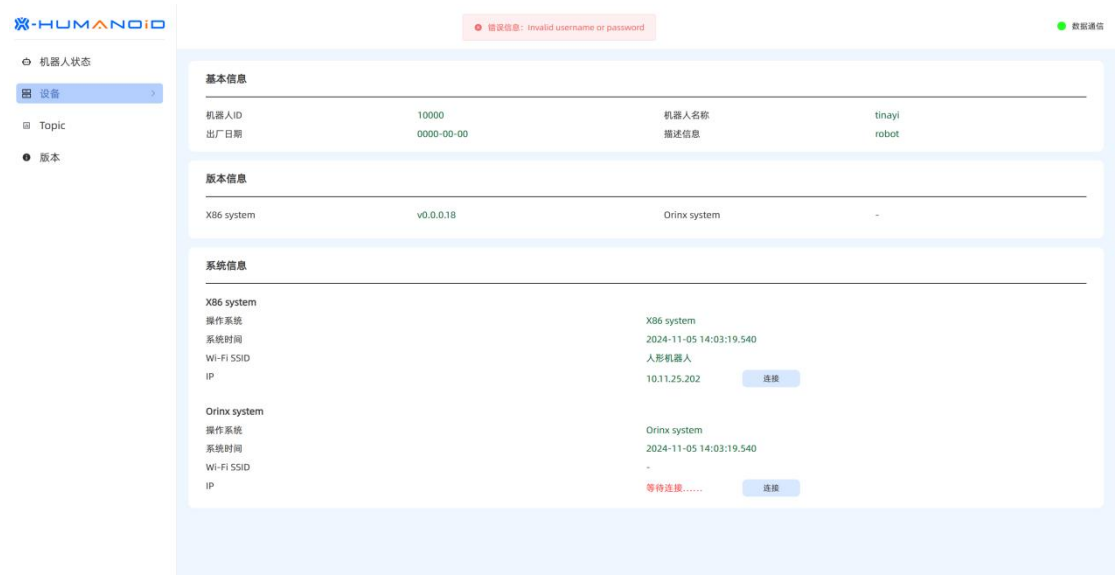 X-HUMANOiD
错误信息：Invalid username or password
数据通信
机器人状态
设备
Topic
版本
基本信息
机器人ID 10000 机器人名称 tinayi
出厂日期 0000-00-00 描述信息 robot
版本信息
X86 system v0.0.0.18 Orinx system -
系统信息
X86 system
操作系统 X86 system
系统时间 2024-11-05 14:03:19.540
Wi-Fi SSID 人形机器人
IP 10.11.25.202 连接
Orinx system
操作系统 Orinx system
系统时间 2024-11-05 14:03:19.540
Wi-Fi SSID -
IP 等待连接…… 连接